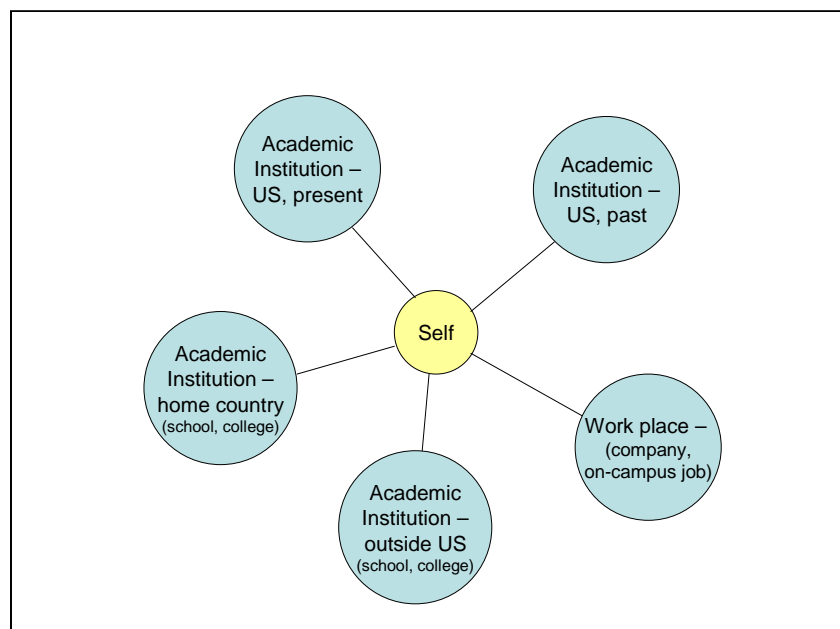 Academic
Institution –
US, present
Academic
Institution –
US, past
Self
Academic
Institution –
home country
(school, college)
Work place –
(company,
on-campus job)
Academic
Institution –
outside US
(school, college)